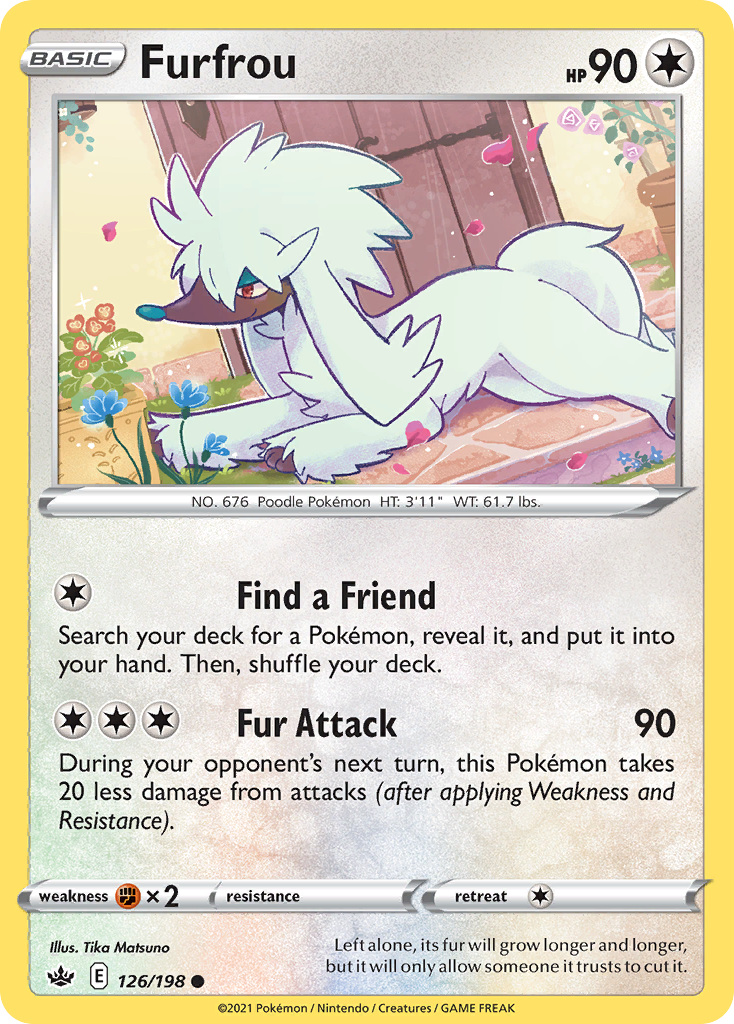 BASIC Furfrou HP90
NO. 676 Poodle Pokémon HT: 3'11" WT: 61.7 lbs.
Find a Friend
Search your deck for a Pokémon, reveal it, and put it into
your hand. Then, shuffle your deck.
Fur Attack 90
During your opponent's next turn, this Pokémon takes
20 less damage from attacks (after applying Weakness and
Resistance).
weakness ×2 resistance retreat
Illus. Tika Matsuno
Left alone, its fur will grow longer and longer,
but it will only allow someone it trusts to cut it.
E 126/198
©2021 Pokémon / Nintendo / Creatures / GAME FREAK